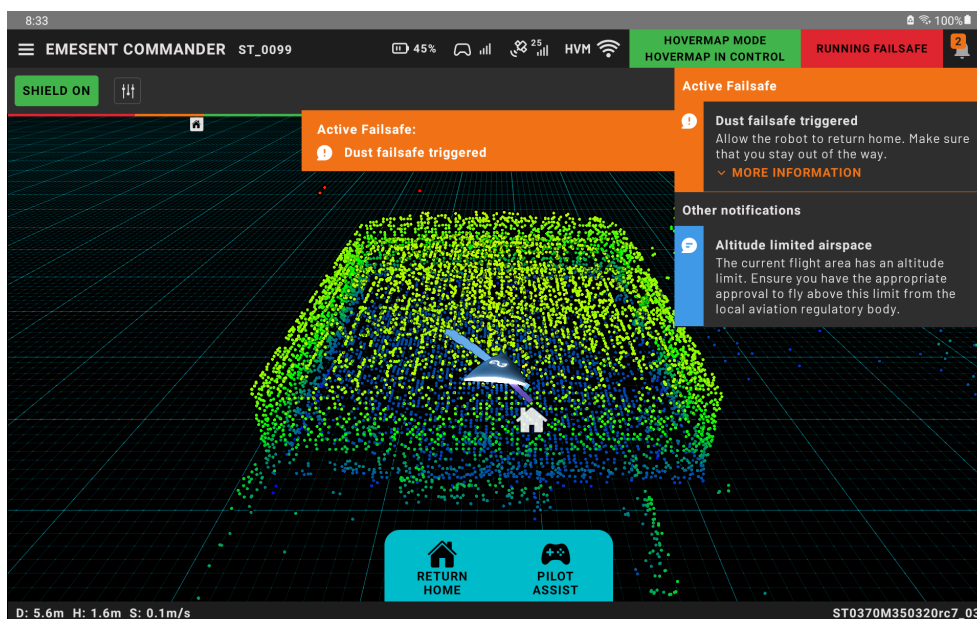 8:33
100%
EMESENT COMMANDER ST_0099
45%
25
HVM
HOVERMAP MODE
HOVERMAP IN CONTROL
RUNNING FAILSAFE
2
SHIELD ON
Active Failsafe:
Dust failsafe triggered
Active Failsafe
Dust failsafe triggered
Allow the robot to return home. Make sure
that you stay out of the way.
MORE INFORMATION
Other notifications
Altitude limited airspace
The current flight area has an altitude
limit. Ensure you have the appropriate
approval to fly above this limit from the
local aviation regulatory body.
RETURN
HOME
PILOT
ASSIST
D: 5.6m H: 1.6m S: 0.1m/s
ST0370M350320rc7_03